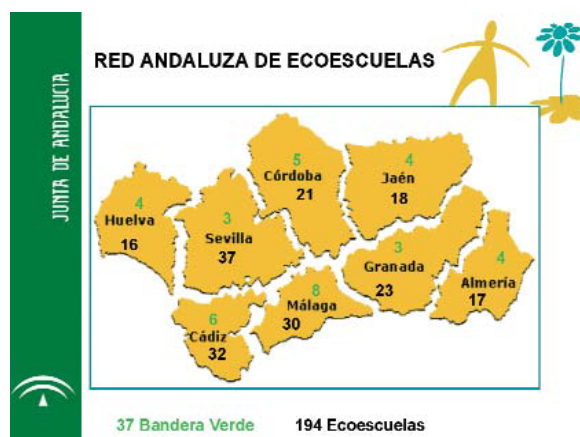 RED ANDALUZA DE ECOESCUELAS
JUNTA DE ANDALUCIA
5
Córdoba
21
4
Jaén
18
4
Huelva
16
3
Sevilla
37
3
Granada
23
4
Almería
17
8
Málaga
30
6
Cádiz
32
37 Bandera Verde 194 Ecoescuelas